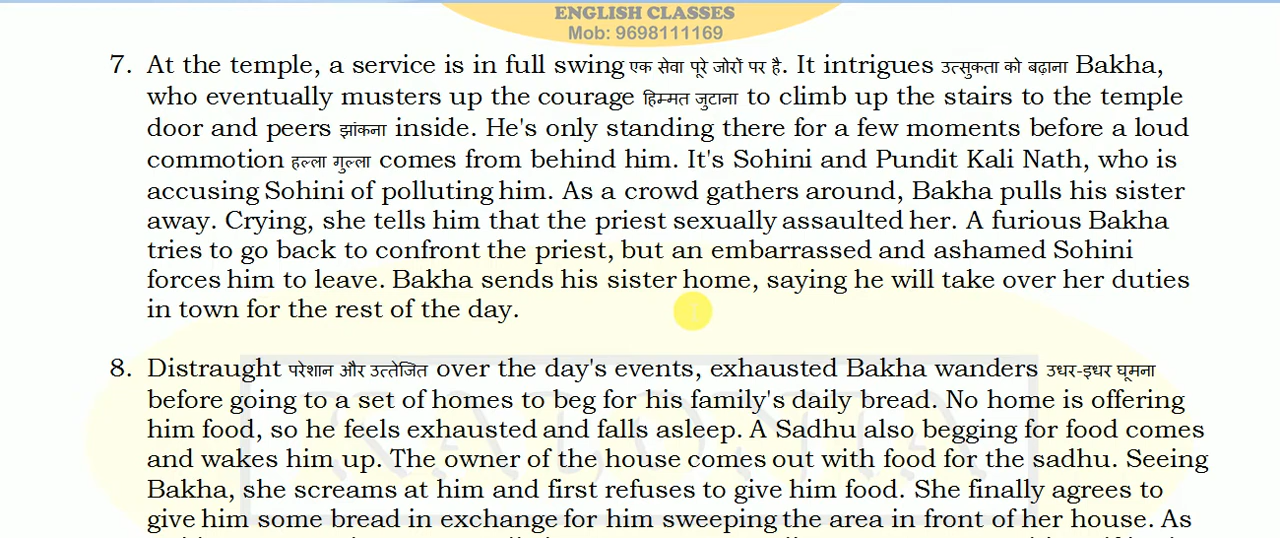 ENGLISH CLASSES
Mob: 9698111169
7. At the temple, a service is in full swing एक सेवा पूरे जोरों पर है. It intrigues उत्सुकता को बढ़ाना Bakha,
who eventually musters up the courage हिम्मत जुटाना to climb up the stairs to the temple
door and peers झांकना inside. He's only standing there for a few moments before a loud
commotion हल्ला गुल्ला comes from behind him. It's Sohini and Pundit Kali Nath, who is
accusing Sohini of polluting him. As a crowd gathers around, Bakha pulls his sister
away. Crying, she tells him that the priest sexually assaulted her. A furious Bakha
tries to go back to confront the priest, but an embarrassed and ashamed Sohini
forces him to leave. Bakha sends his sister home, saying he will take over her duties
in town for the rest of the day.
8. Distraught परेशान और उत्तेजित over the day's events, exhausted Bakha wanders उधर-इधर घूमना
before going to a set of homes to beg for his family's daily bread. No home is offering
him food, so he feels exhausted and falls asleep. A Sadhu also begging for food comes
and wakes him up. The owner of the house comes out with food for the sadhu. Seeing
Bakha, she screams at him and first refuses to give him food. She finally agrees to
give him some bread in exchange for him sweeping the area in front of her house. As